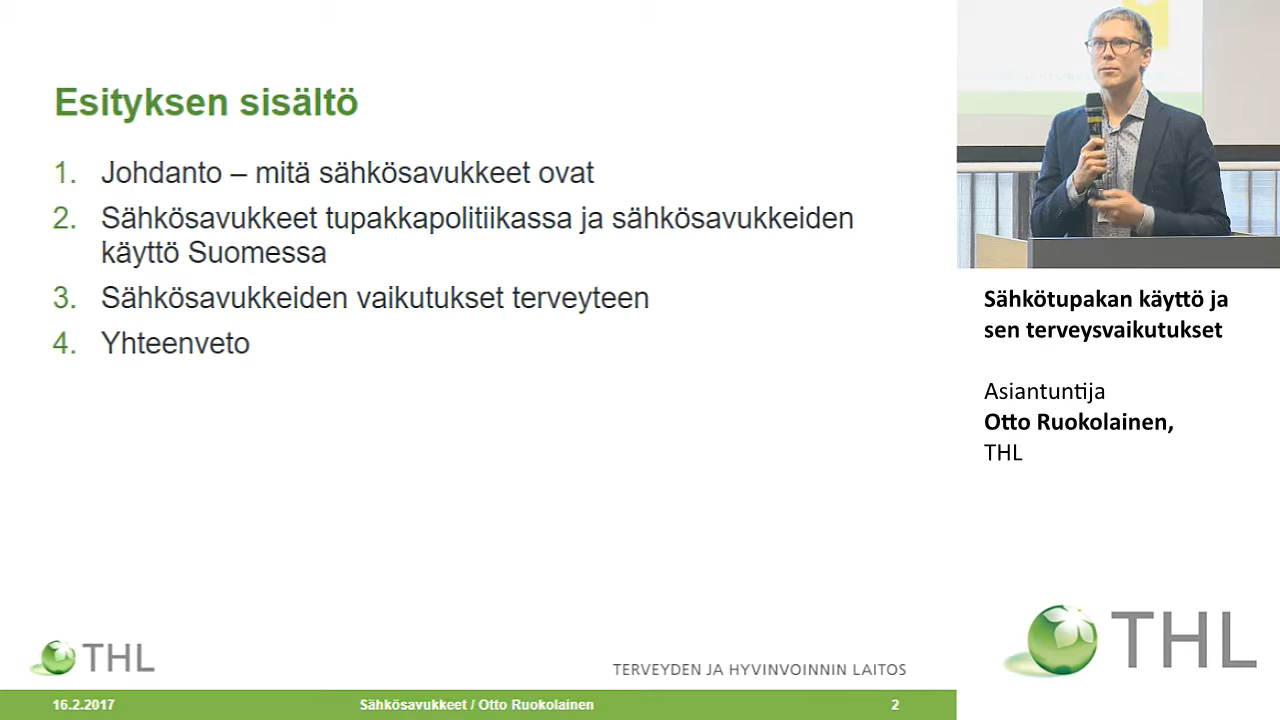 Esityksen sisältö
1. Johdanto – mitä sähkösavukkeet ovat
2. Sähkösavukkeet tupakkapolitiikassa ja sähkösavukkeiden
käyttö Suomessa
3. Sähkösavukkeiden vaikutukset terveyteen
4. Yhteenveto
THL
TERVEYDEN JA HYVINVOINNIN LAITOS
16.2.2017 Sähkösavukkeet / Otto Ruokolainen 2
Sähkötupakan käyttö ja
sen terveysvaikutukset
Asiantuntija
Otto Ruokolainen,
THL
THL